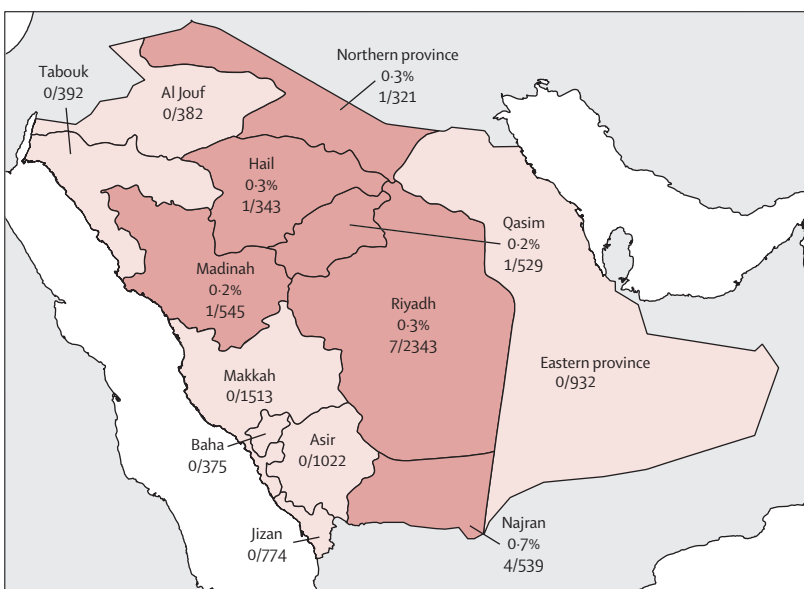 Northern province
0·3%
1/321
Tabouk
0/392
Al Jouf
0/382
Hail
0·3%
1/343
Qasim
0·2%
1/529
Madinah
0·2%
1/545
Riyadh
0·3%
7/2343
Eastern province
0/932
Makkah
0/1513
Baha
0/375
Asir
0/1022
Jizan
0/774
Najran
0·7%
4/539